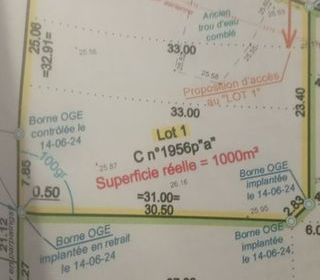 Ancien
trou d'eau
comblé
25.08
=32.91=
25.56
33.00
25.58
Proposition d'accès
au "LOT 1"
23.40
33.00
Borne OGE
contrôlée le
14-06-24
Lot 1
C n°1956p"a"
Superficie réelle = 1000m²
100gr
25.87
26.16
7.85
0.50
=31.00=
30.50
25.95
2.83
Borne OGE
implantée
le 14-06-24
Borne OGE
implantée en retrait
le 14-06-24
Borne OGE
implantée
le 14-06-24
21.12